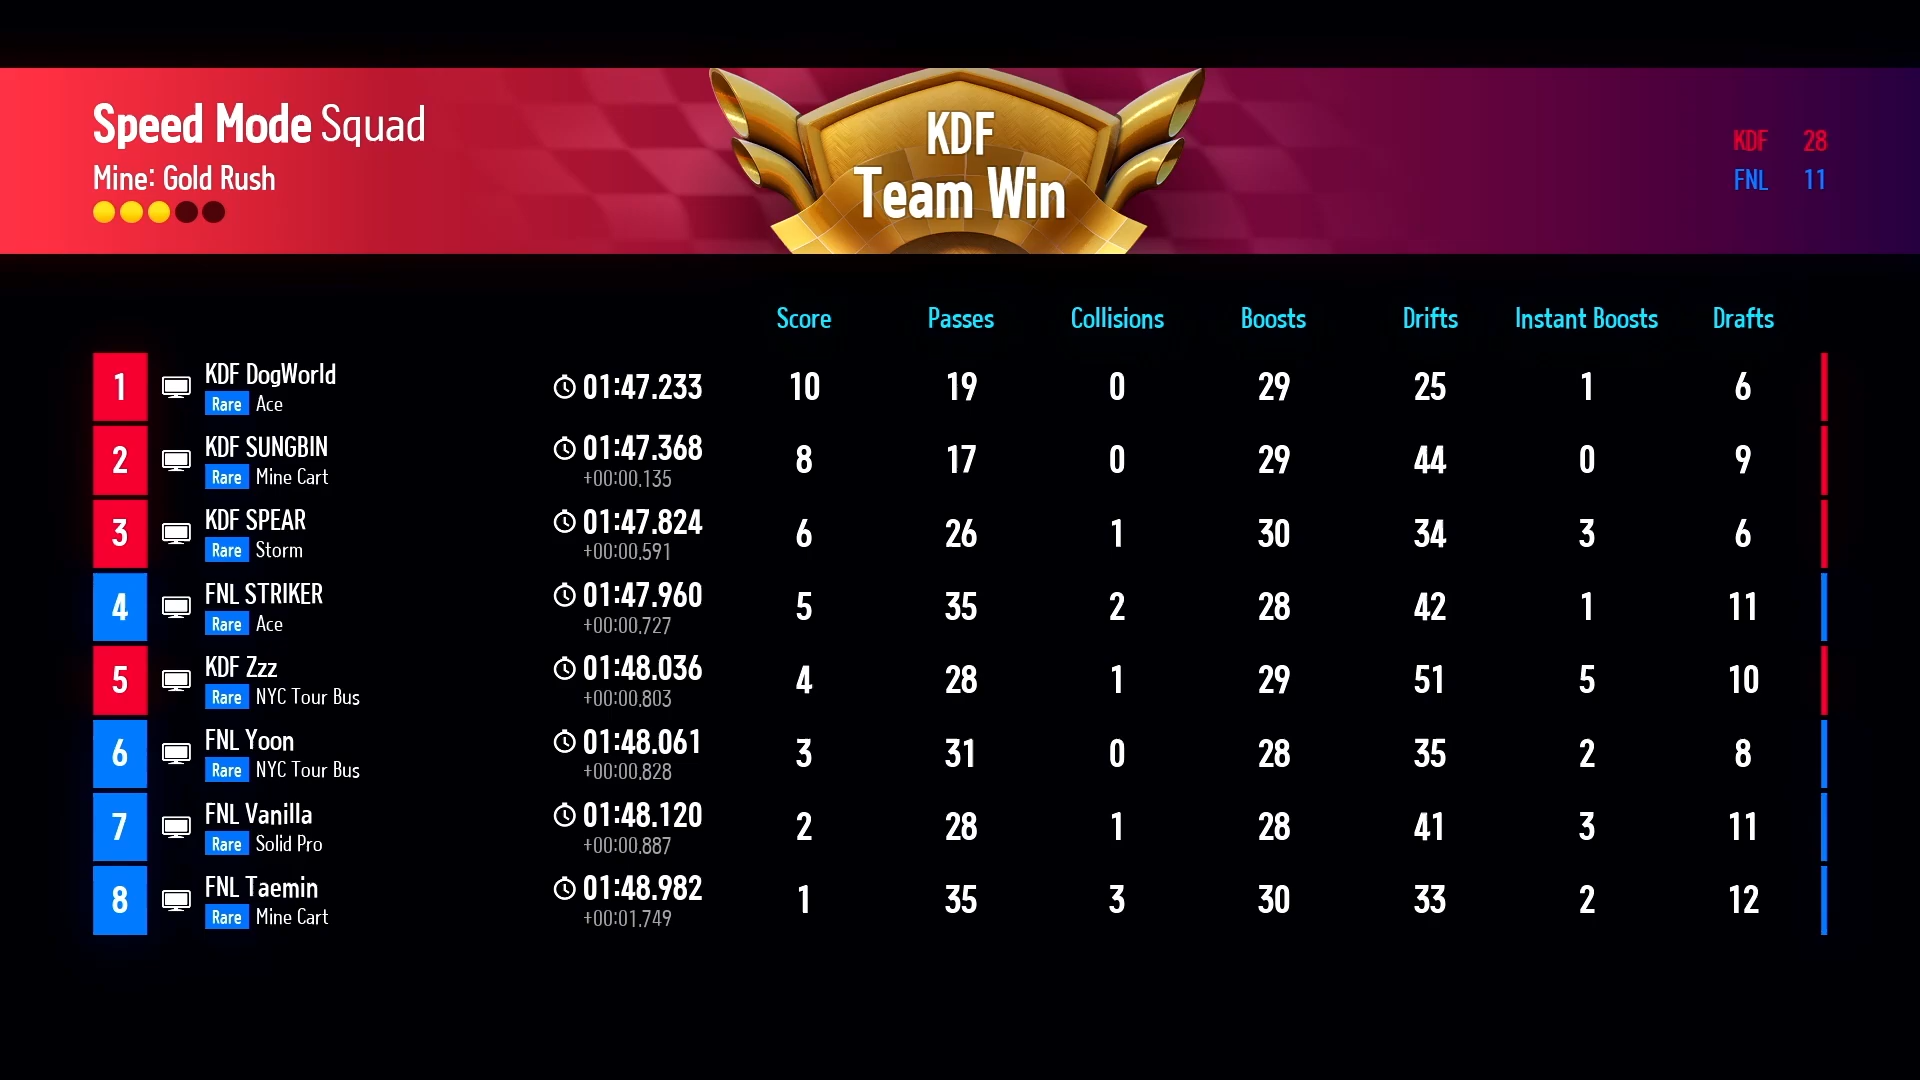 Speed Mode Squad
Mine: Gold Rush
KDF
Team Win
KDF 28
FNL 11
Score Passes Collisions Boosts Drifts Instant Boosts Drafts
1 KDF DogWorld 01:47.233 10 19 0 29 25 1 6
Rare Ace
2 KDF SUNGBIN 01:47.368 8 17 0 29 44 0 9
Rare Mine Cart +00:00.135
3 KDF SPEAR 01:47.824 6 26 1 30 34 3 6
Rare Storm +00:00.591
4 FNL STRIKER 01:47.960 5 35 2 28 42 1 11
Rare Ace +00:00.727
5 KDF Zzz 01:48.036 4 28 1 29 51 5 10
Rare NYC Tour Bus +00:00.803
6 FNL Yoon 01:48.061 3 31 0 28 35 2 8
Rare NYC Tour Bus +00:00.828
7 FNL Vanilla 01:48.120 2 28 1 28 41 3 11
Rare Solid Pro +00:00.887
8 FNL Taemin 01:48.982 1 35 3 30 33 2 12
Rare Mine Cart +00:01.749